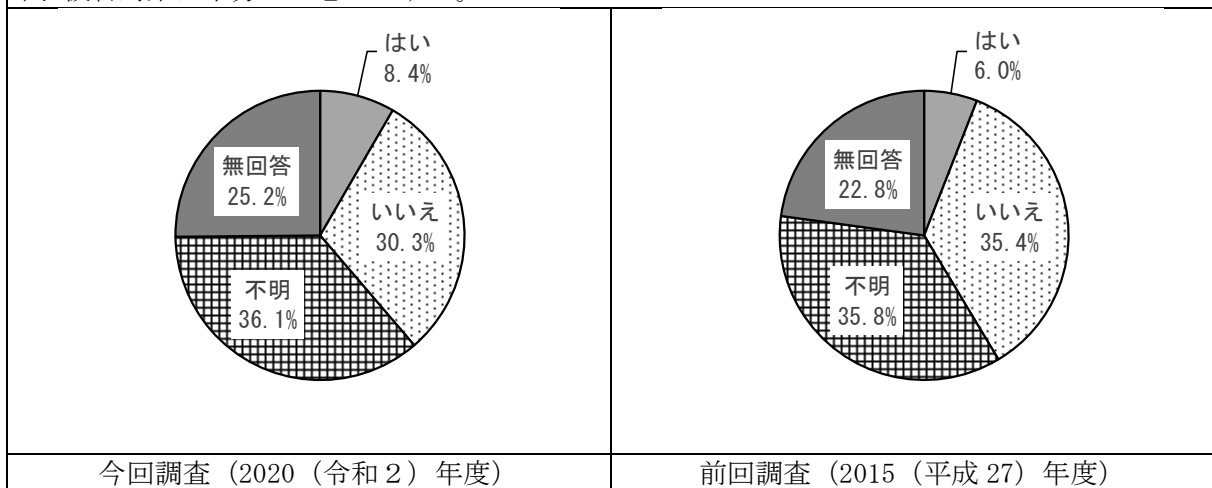 はい
8.4%
いいえ
30.3%
不明
36.1%
無回答
25.2%
はい
6.0%
いいえ
35.4%
不明
35.8%
無回答
22.8%
今回調査（2020（令和２）年度）
前回調査（2015（平成 27）年度）